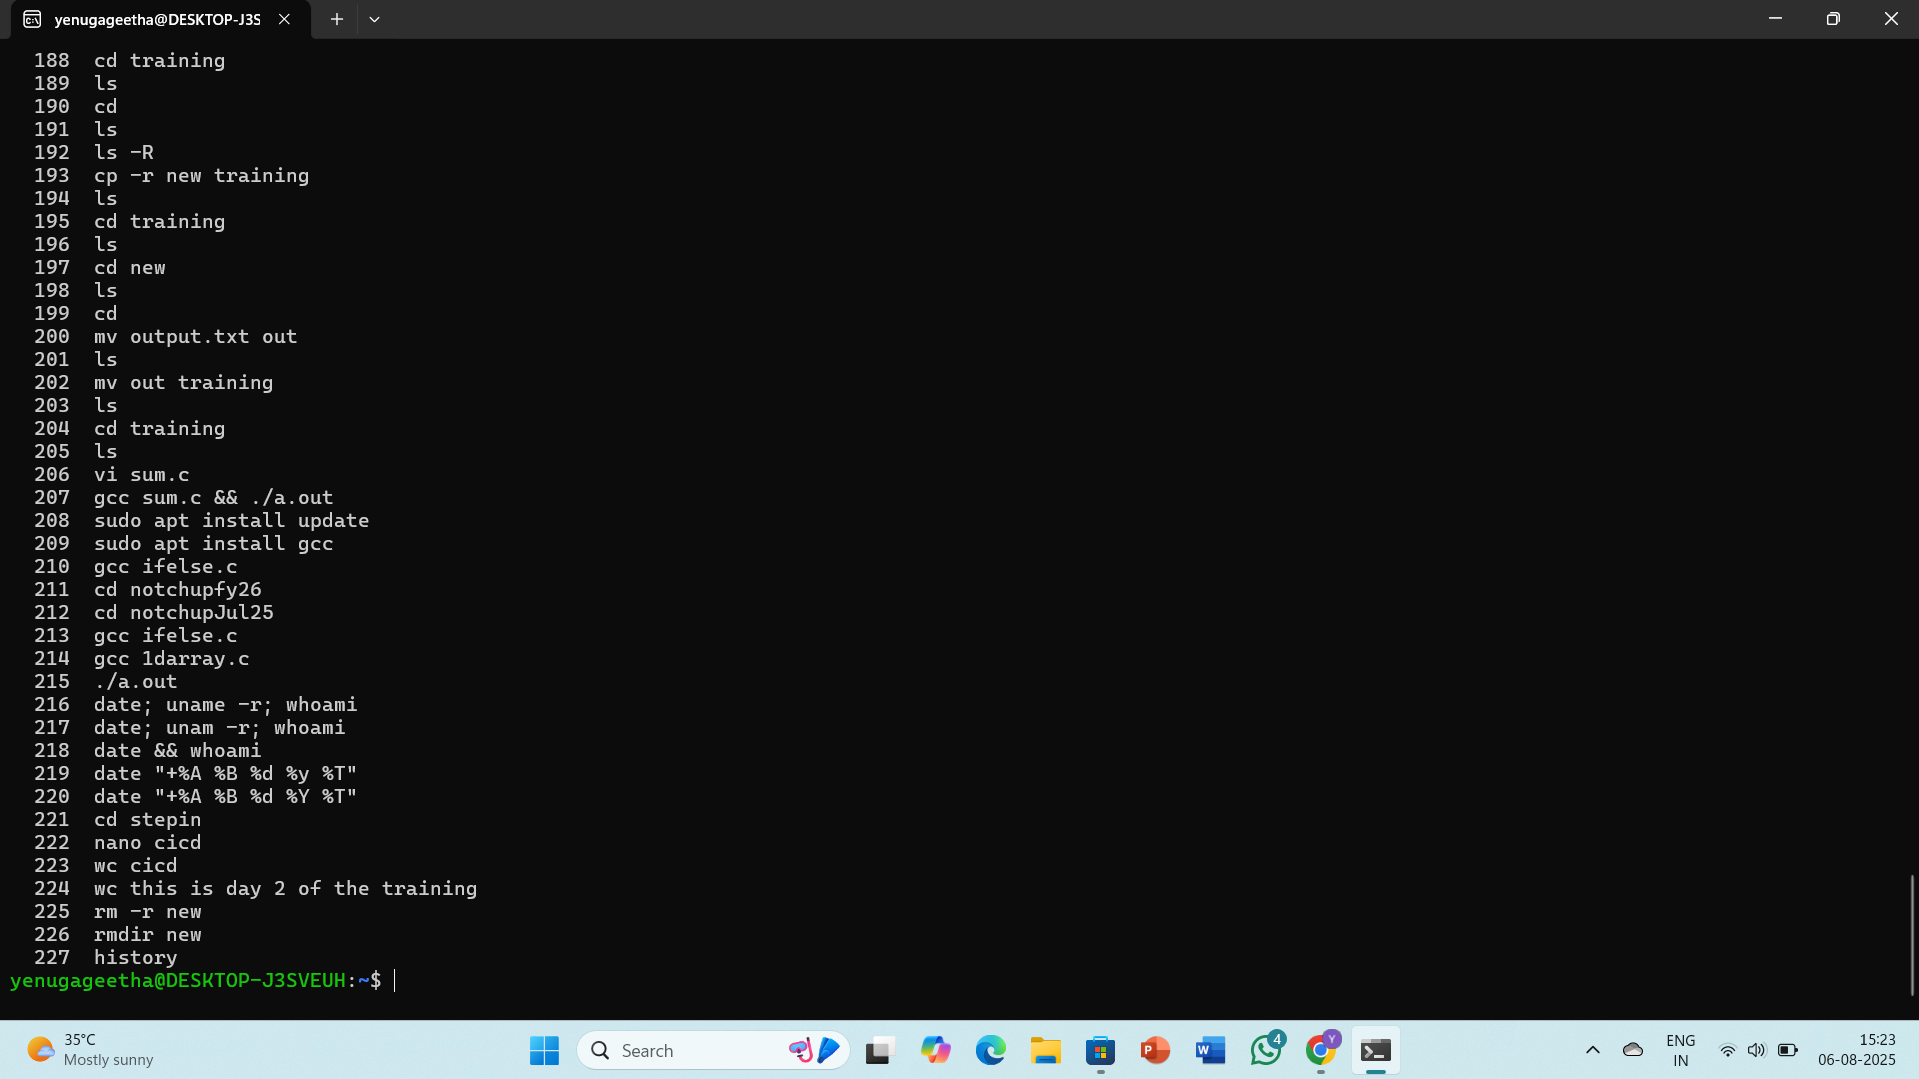 yenugageetha@DESKTOP-J3S
188 cd training
189 ls
190 cd
191 ls
192 ls -R
193 cp -r new training
194 ls
195 cd training
196 ls
197 cd new
198 ls
199 cd
200 mv output.txt out
201 ls
202 mv out training
203 ls
204 cd training
205 ls
206 vi sum.c
207 gcc sum.c && ./a.out
208 sudo apt install update
209 sudo apt install gcc
210 gcc ifelse.c
211 cd notchupfy26
212 cd notchupJul25
213 gcc ifelse.c
214 gcc 1darray.c
215 ./a.out
216 date; uname -r; whoami
217 date; unam -r; whoami
218 date && whoami
219 date "+%A %B %d %y %T"
220 date "+%A %B %d %Y %T"
221 cd stepin
222 nano cicd
223 wc cicd
224 wc this is day 2 of the training
225 rm -r new
226 rmdir new
227 history
yenugageetha@DESKTOP-J3SVEUH:~$
35°C
Mostly sunny
Search
4
Y
ENG
IN
15:23
06-08-2025